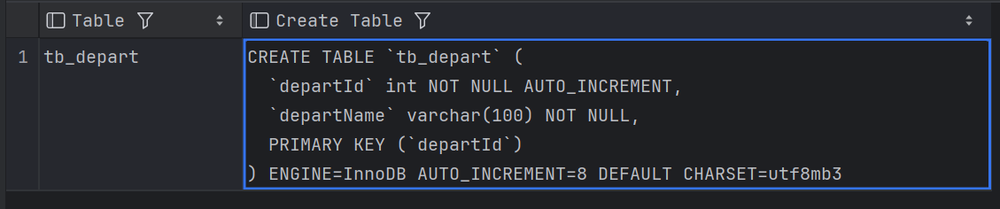 Table Create Table
1 tb_depart CREATE TABLE `tb_depart` (
`departId` int NOT NULL AUTO_INCREMENT,
`departName` varchar(100) NOT NULL,
PRIMARY KEY (`departId`)
) ENGINE=InnoDB AUTO_INCREMENT=8 DEFAULT CHARSET=utf8mb3